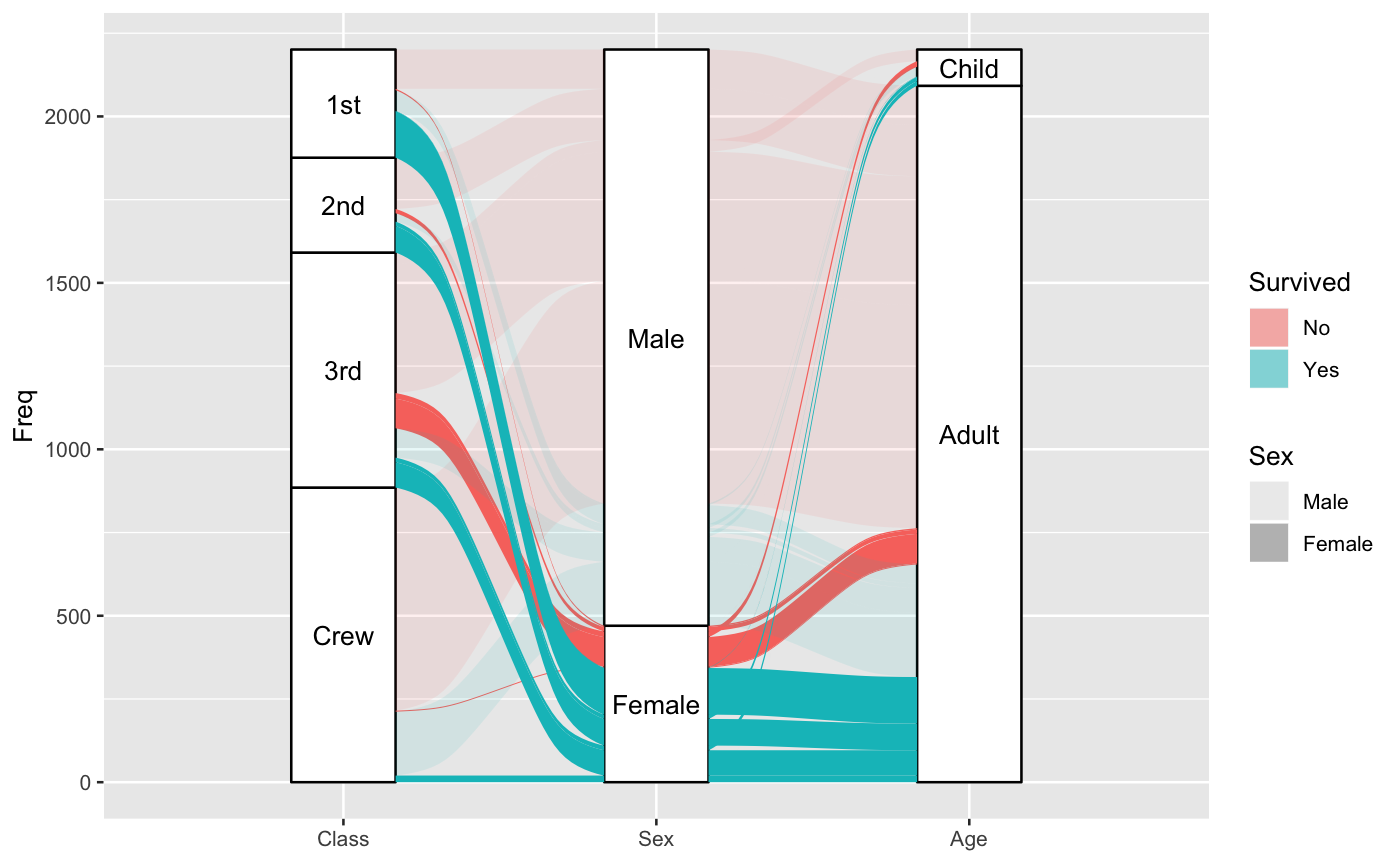 Freq
2000
1500
1000
500
0
1st
2nd
3rd
Crew
Male
Female
Child
Adult
Class
Sex
Age
Survived
No
Yes
Sex
Male
Female